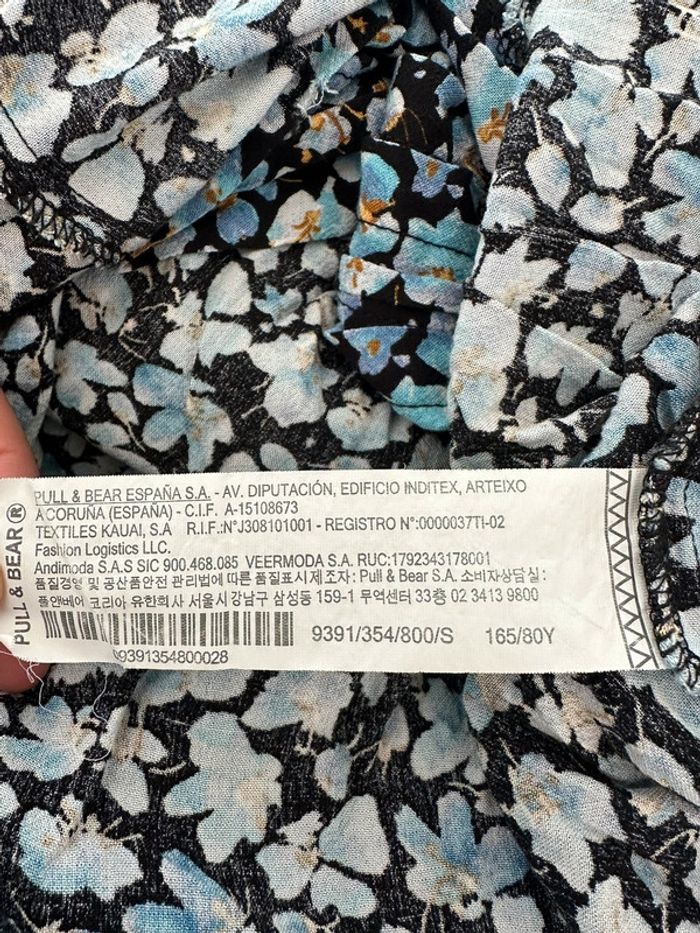 PULL & BEAR ®
PULL & BEAR ESPAÑA S.A. - AV. DIPUTACIÓN, EDIFICIO INDITEX, ARTEIXO
A CORUÑA (ESPAÑA) - C.I.F. A-15108673
TEXTILES KAUAI, S.A R.I.F.:N°J308101001 - REGISTRO N°:0000037TI-02
Fashion Logistics LLC.
Andimoda S.A.S SIC 900.468.085 VEERMODA S.A. RUC:1792343178001
품질경영 및 공산품안전 관리법에 따른 품질표시제조자: Pull & Bear S.A. 소비자상담실:
풀앤베어 코리아 유한회사 서울시강남구 삼성동 159-1 무역센터 33층 02 3413 9800
9391/354/800/S 165/80Y
09391354800028